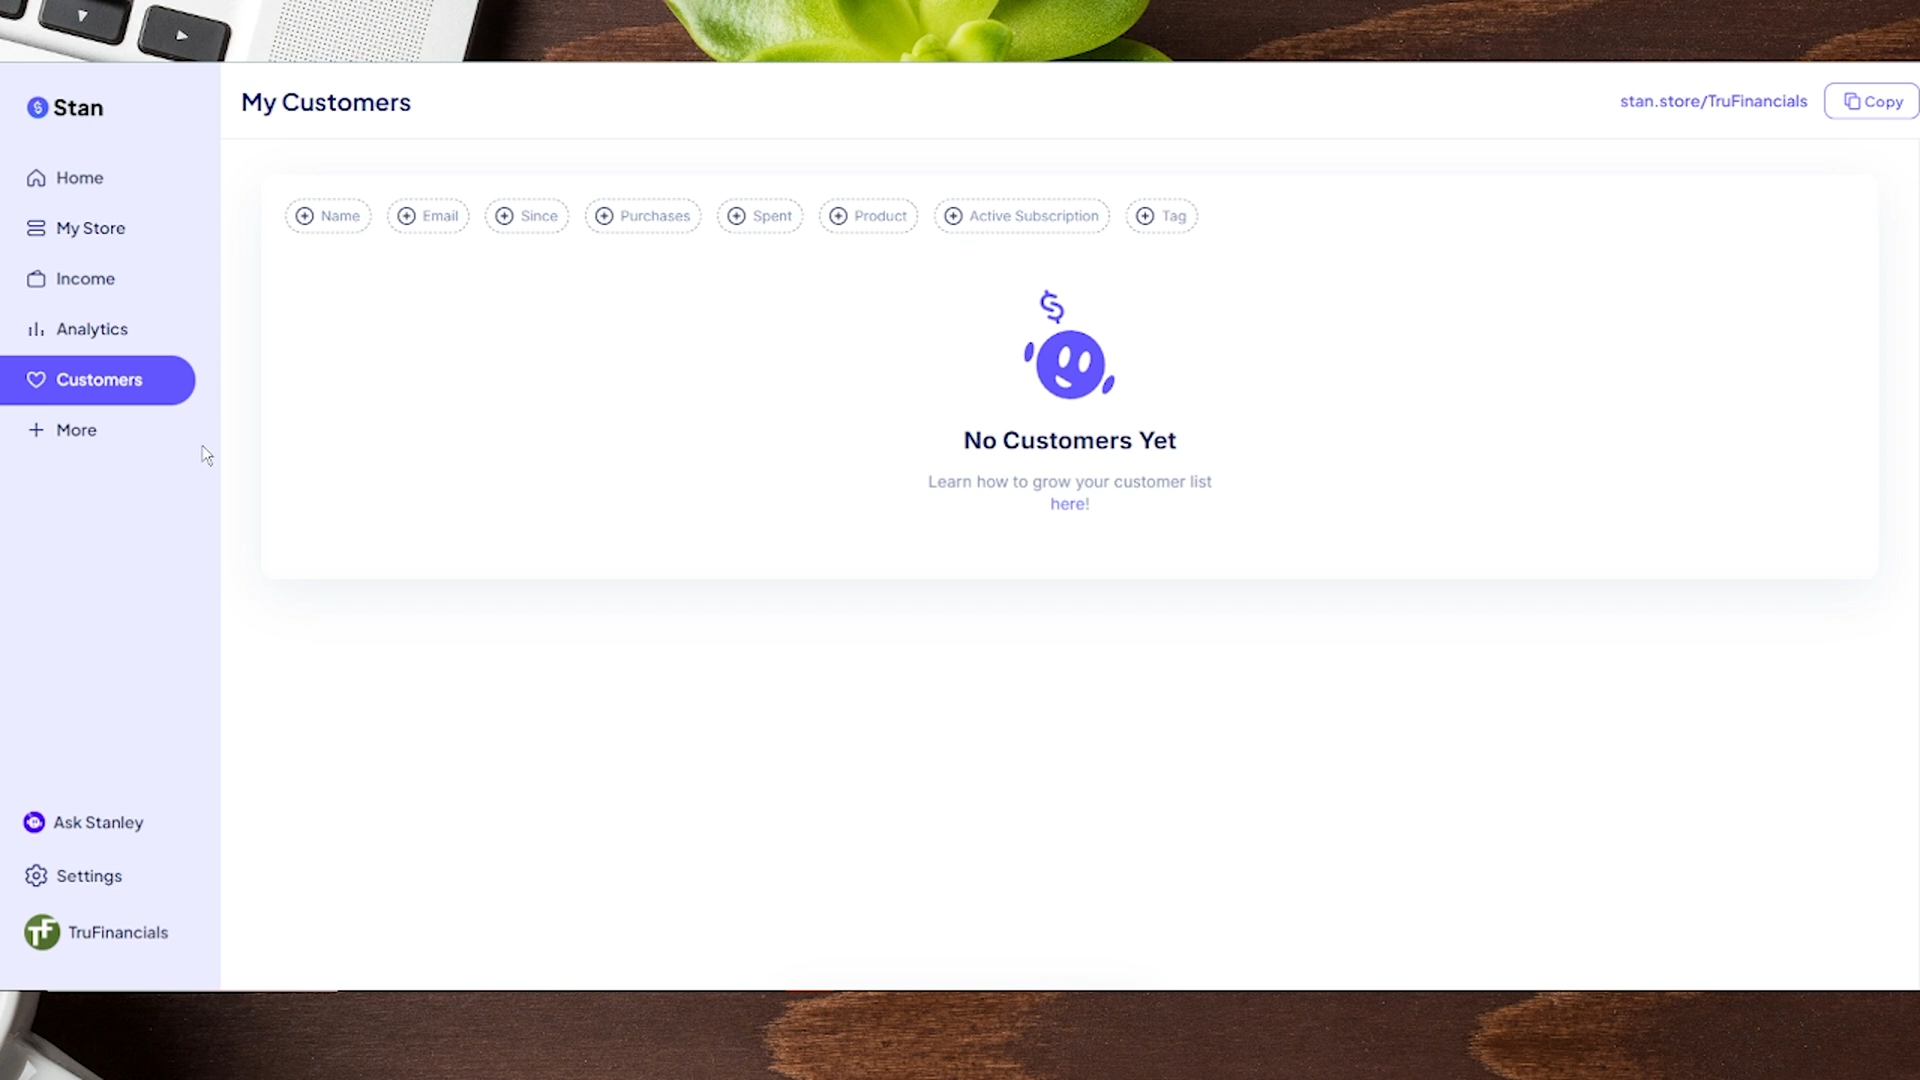 Stan
My Customers
stan.store/TruFinancials
Copy
Home
My Store
Income
Analytics
Customers
More
Name
Email
Since
Purchases
Spent
Product
Active Subscription
Tag
No Customers Yet
Learn how to grow your customer list
here!
Ask Stanley
Settings
TF
TruFinancials